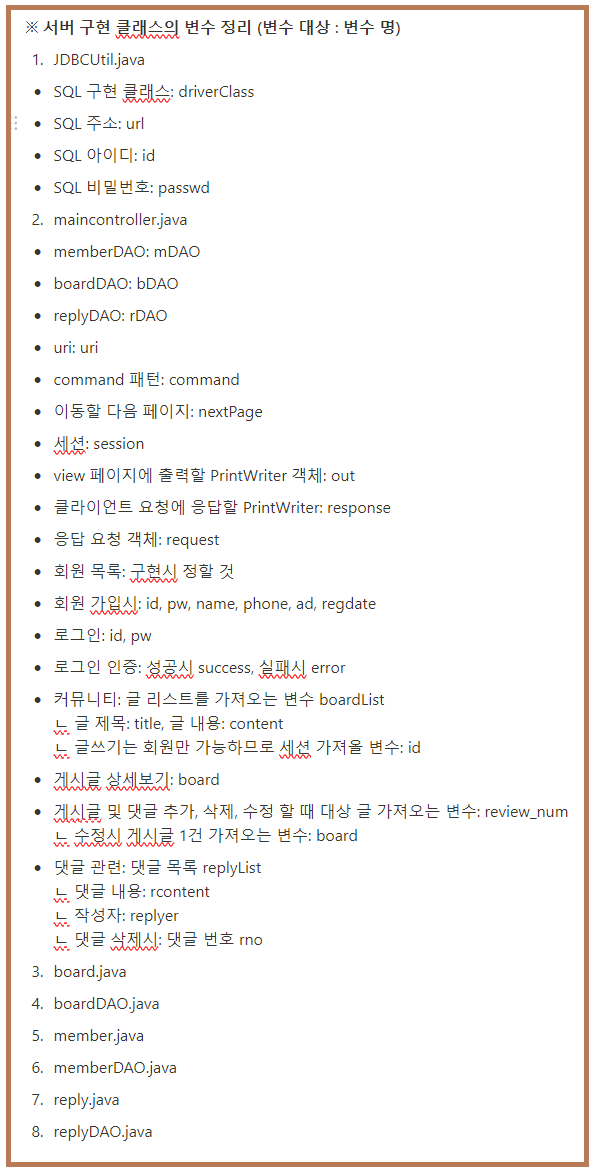 ※ 서버 구현 클래스의 변수 정리 (변수 대상 : 변수 명)
1. JDBCUtil.java
• SQL 구현 클래스: driverClass
• SQL 주소: url
• SQL 아이디: id
• SQL 비밀번호: passwd
2. maincontroller.java
• memberDAO: mDAO
• boardDAO: bDAO
• replyDAO: rDAO
• uri: uri
• command 패턴: command
• 이동할 다음 페이지: nextPage
• 세션: session
• view 페이지에 출력할 PrintWriter 객체: out
• 클라이언트 요청에 응답할 PrintWriter: response
• 응답 요청 객체: request
• 회원 목록: 구현시 정할 것
• 회원 가입시: id, pw, name, phone, ad, regdate
• 로그인: id, pw
• 로그인 인증: 성공시 success, 실패시 error
• 커뮤니티: 글 리스트를 가져오는 변수 boardList
ㄴ 글 제목: title, 글 내용: content
ㄴ 글쓰기는 회원만 가능하므로 세션 가져올 변수: id
• 게시글 상세보기: board
• 게시글 및 댓글 추가, 삭제, 수정 할 때 대상 글 가져오는 변수: review_num
ㄴ 수정시 게시글 1건 가져오는 변수: board
• 댓글 관련: 댓글 목록 replyList
ㄴ 댓글 내용: rcontent
ㄴ 작성자: replyer
ㄴ 댓글 삭제시: 댓글 번호 rno
3. board.java
4. boardDAO.java
5. member.java
6. memberDAO.java
7. reply.java
8. replyDAO.java